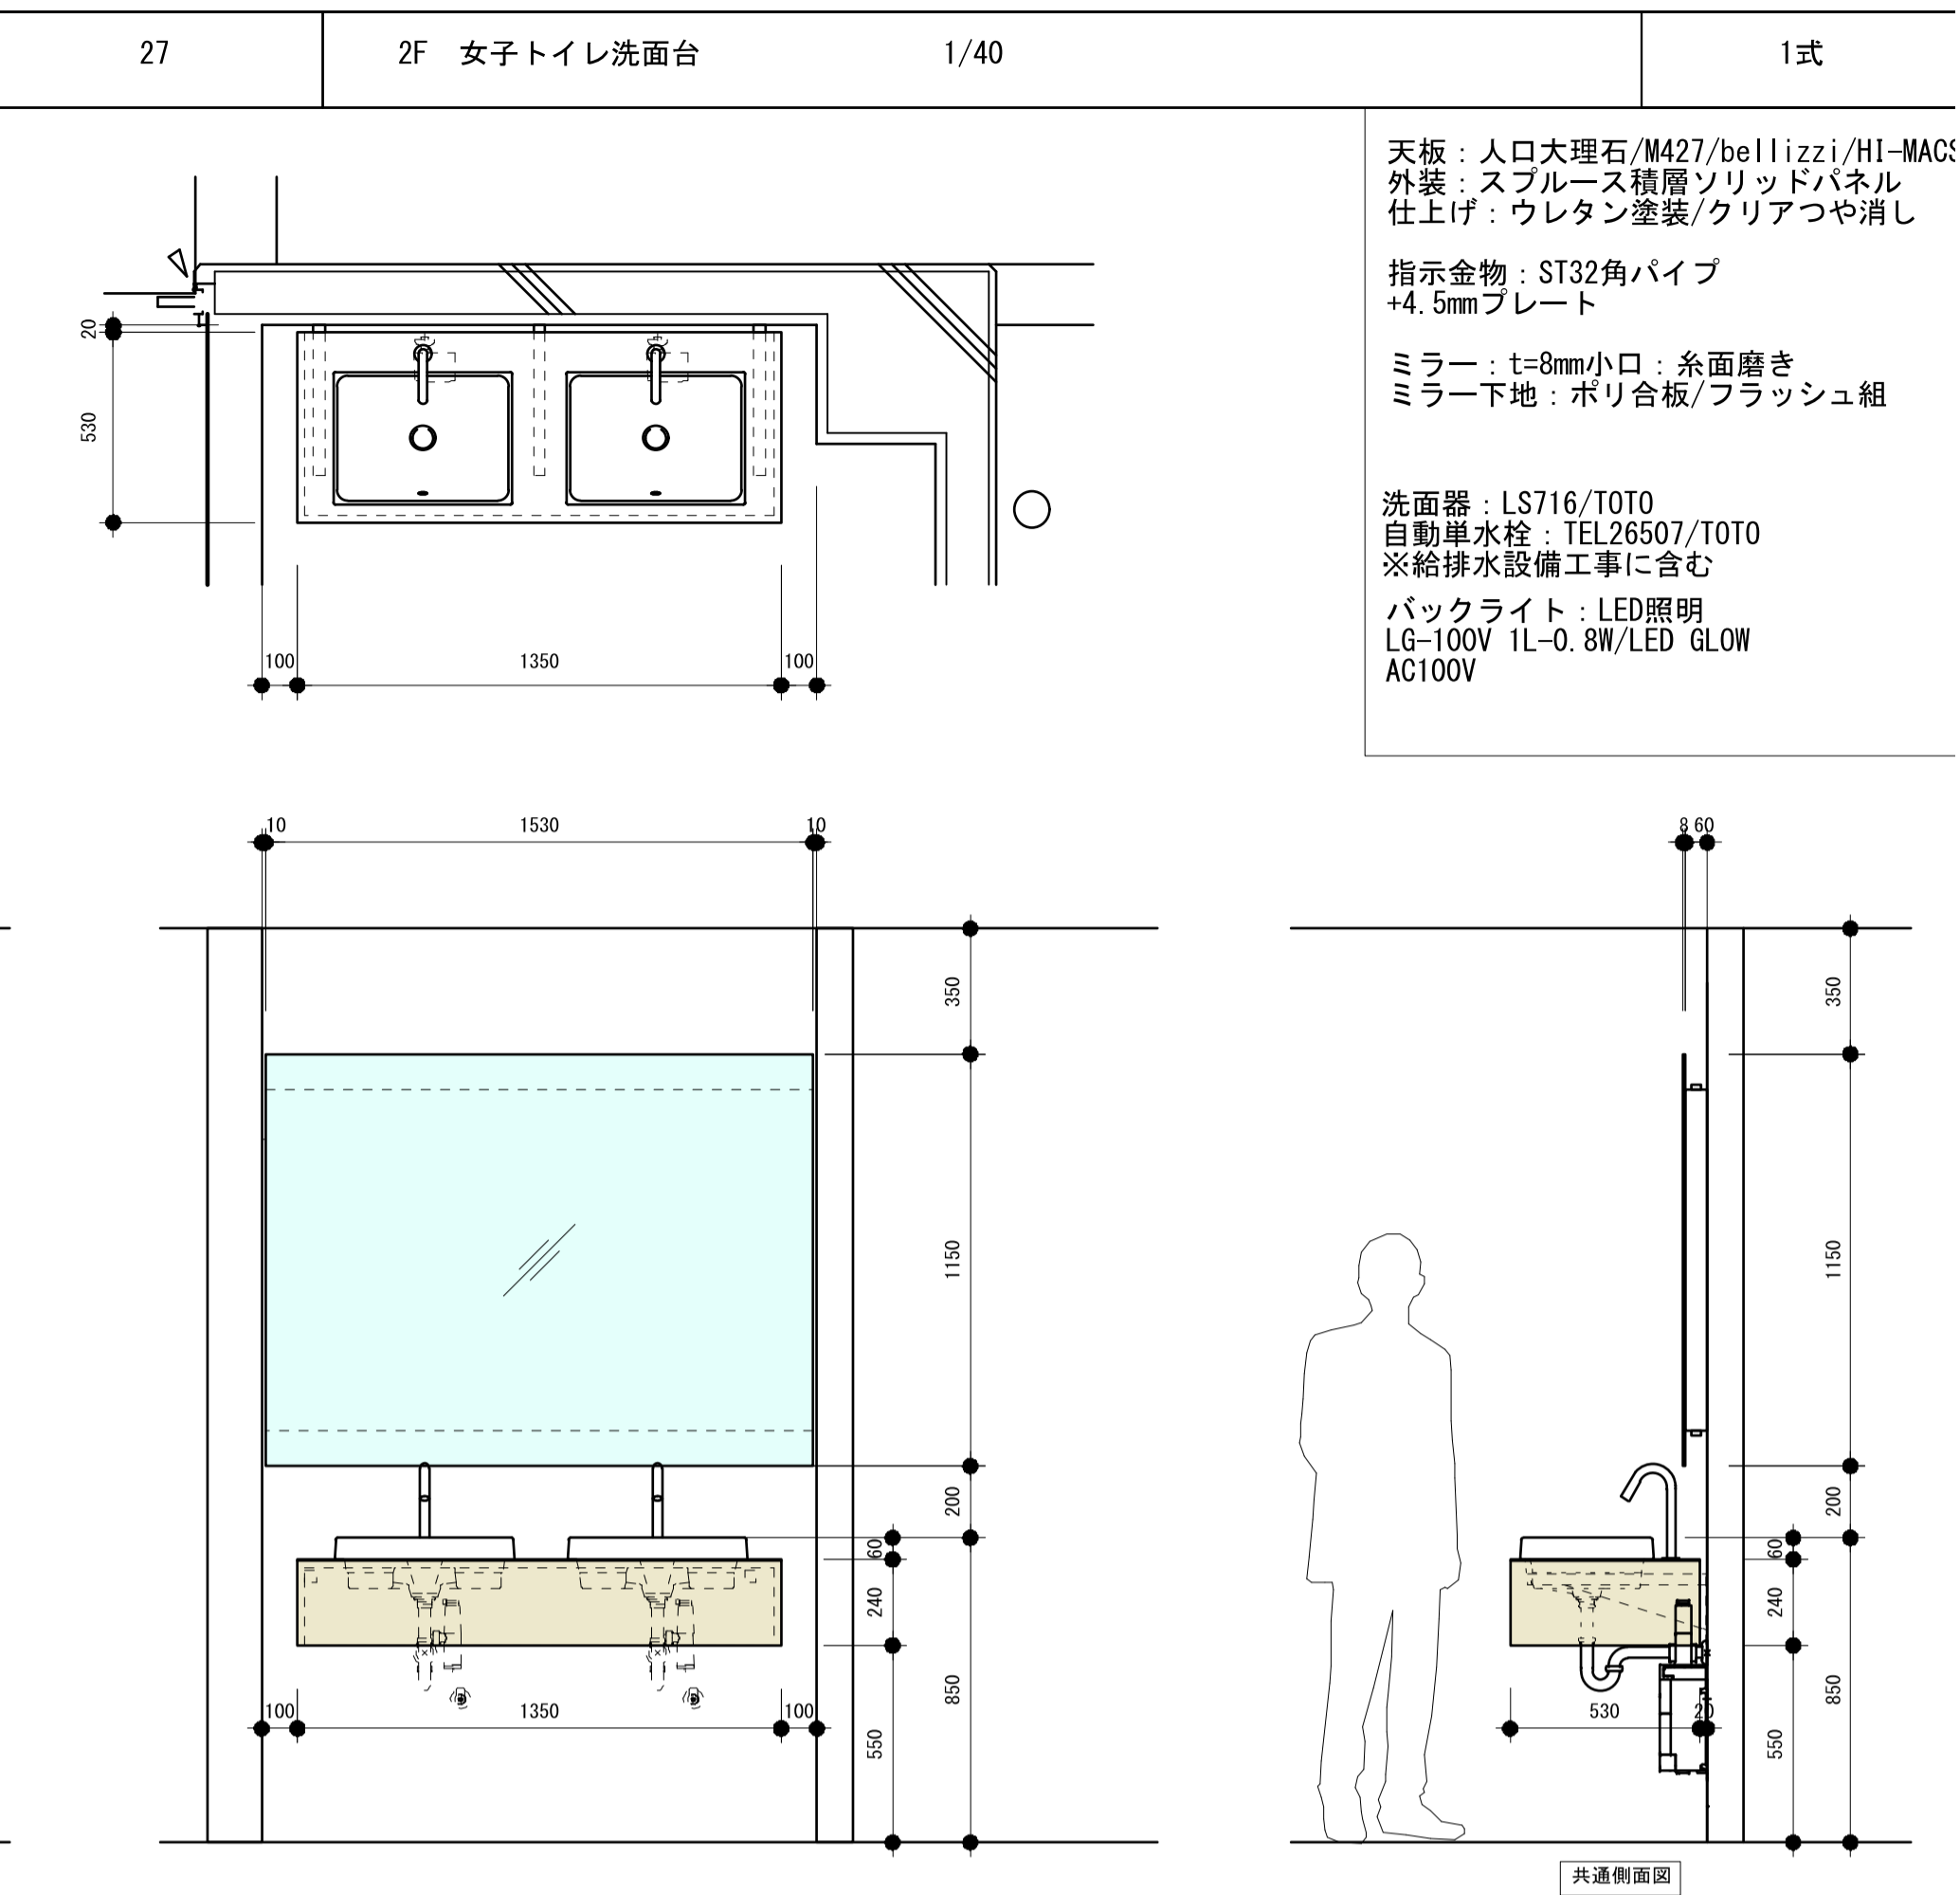 27
2F 女子トイレ洗面台
1/40
1式
天板：人口大理石/M427/bellizzi/HI-MACS
外装：スプルース積層ソリッドパネル
仕上げ：ウレタン塗装/クリアつや消し
指示金物：ST32角パイプ
+4.5mmプレート
ミラー：t=8mm小口：糸面磨き
ミラー下地：ポリ合板/フラッシュ組
洗面器：LS716/TOTO
自動単水栓：TEL26507/TOTO
※給排水設備工事に含む
バックライト：LED照明
LG-100V 1L-0.8W/LED GLOW
AC100V
20
530
100
1350
100
10
1530
10
350
1150
200
60
240
850
550
100
1350
100
8
60
350
1150
200
60
240
850
550
530
20
共通側面図